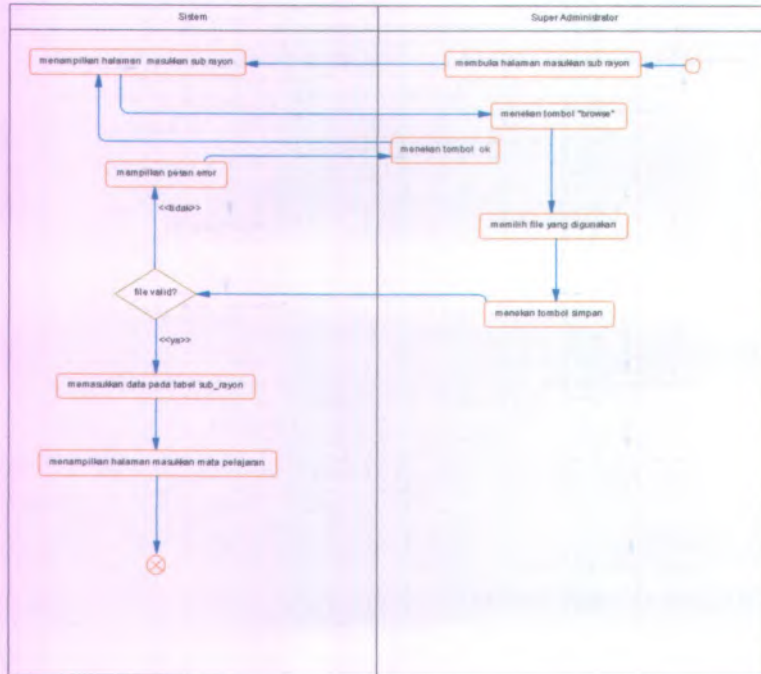 Sistem
Super Administrator
menampilkan halaman masukkan sub rayon
membuka halaman masukkan sub rayon
menekan tombol "browse"
menekan tombol ok
mampilkan pesan error
<<tidak>>
memilih file yang digunakan
file valid?
menekan tombol simpan
<<ya>>
memasukkan data pada tabel sub_rayon
menampilkan halaman masukkan mata pelajaran